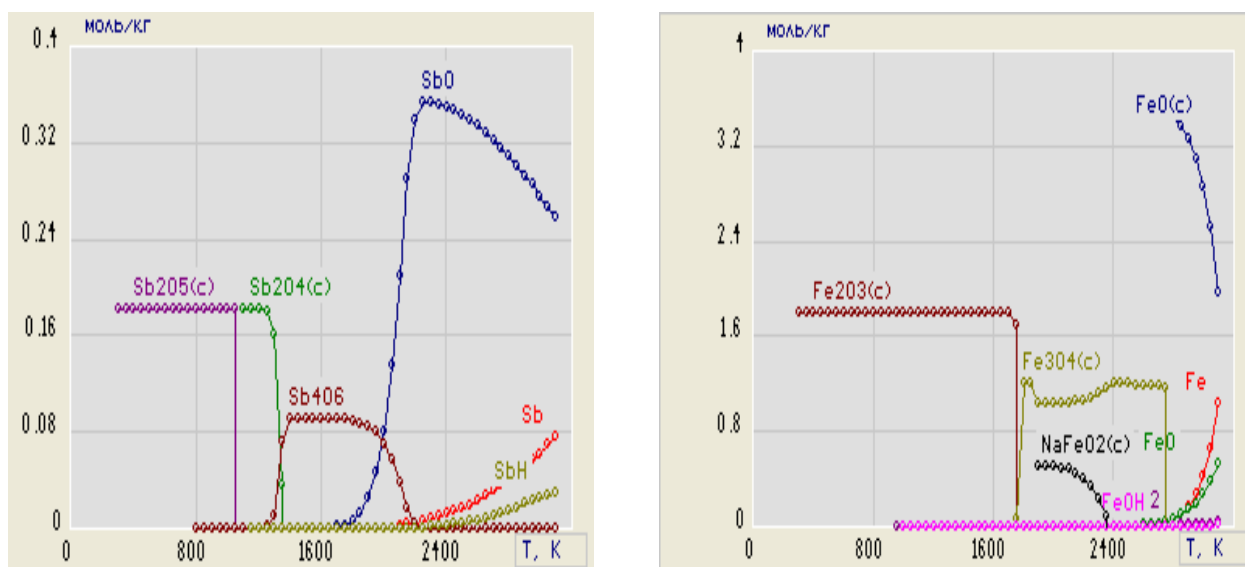 МОЛЬ/КГ
0.4
0.32
0.24
0.16
0.08
0
SbO
Sb2O5(c)
Sb2O4(c)
Sb4O6
Sb
SbH
0
800
1600
2400
T, K
МОЛЬ/КГ
4
3.2
2.4
1.6
0.8
0
FeO(c)
Fe2O3(c)
Fe3O4(c)
Fe
NaFeO2(c)
FeO
FeOH
2
0
800
1600
2400
T, K